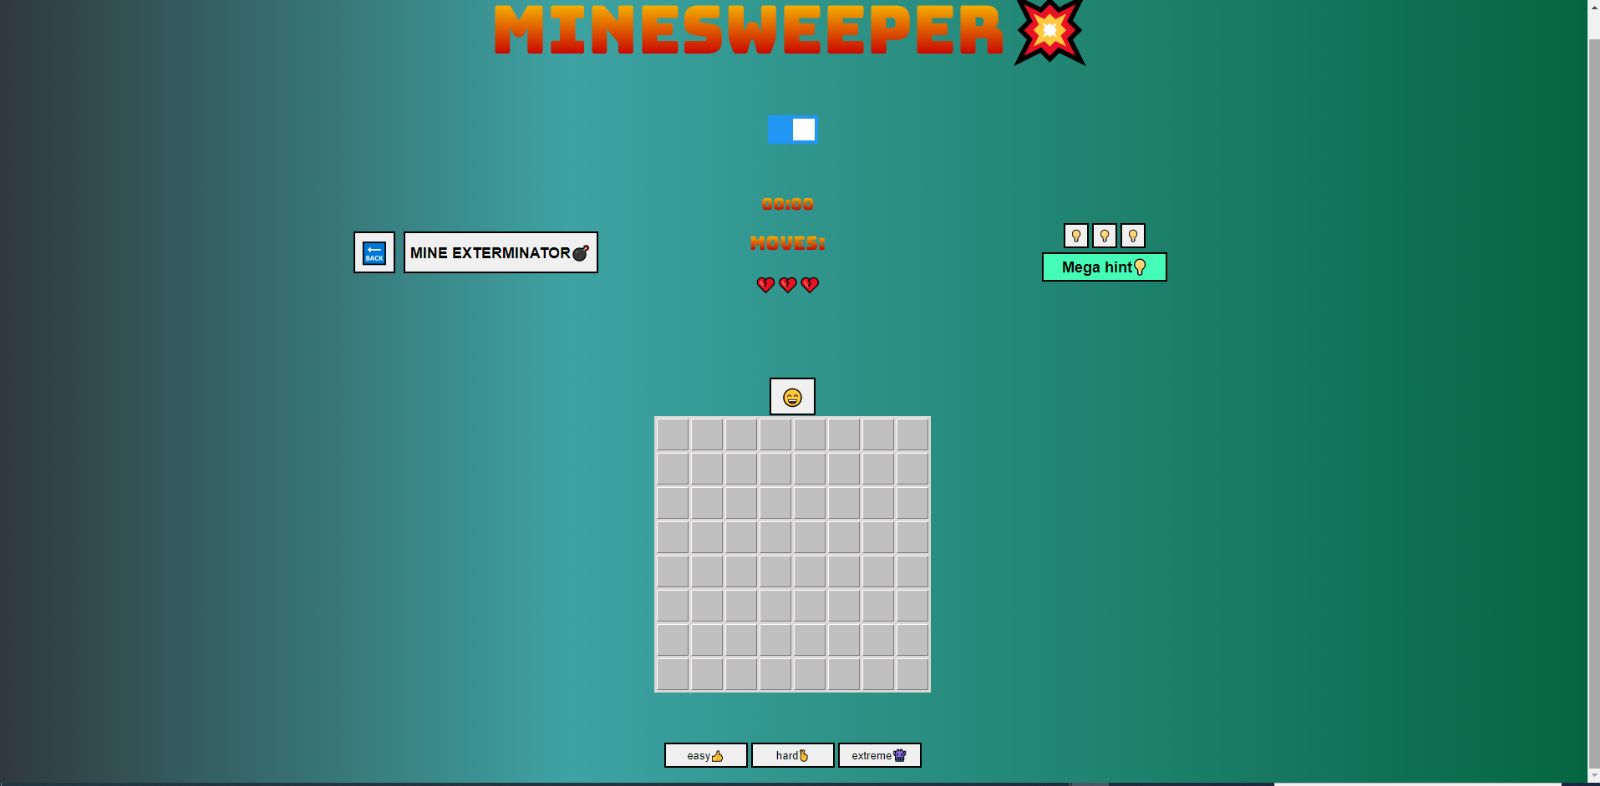 MINESWEEPER
00:00
MOVES:
BACK
MINE EXTERMINATOR
Mega hint
easy
hard
extreme